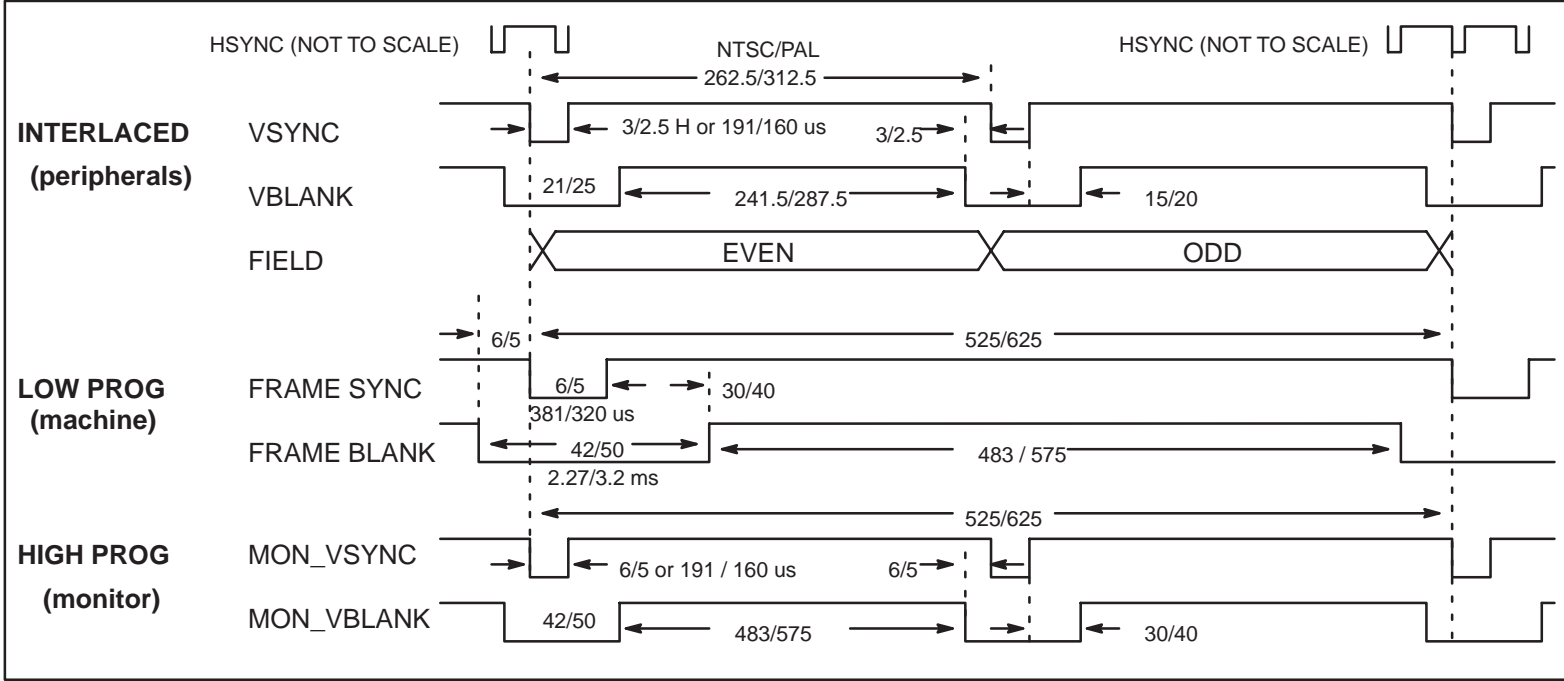 HSYNC (NOT TO SCALE)
NTSC/PAL
HSYNC (NOT TO SCALE)
262.5/312.5
INTERLACED
(peripherals)
VSYNC
3/2.5 H or 191/160 us
3/2.5
VBLANK
21/25
241.5/287.5
15/20
FIELD
EVEN
ODD
6/5
525/625
LOW PROG
(machine)
FRAME SYNC
6/5
30/40
381/320 us
FRAME BLANK
42/50
483 / 575
2.27/3.2 ms
525/625
HIGH PROG
(monitor)
MON_VSYNC
6/5 or 191 / 160 us
6/5
MON_VBLANK
42/50
483/575
30/40